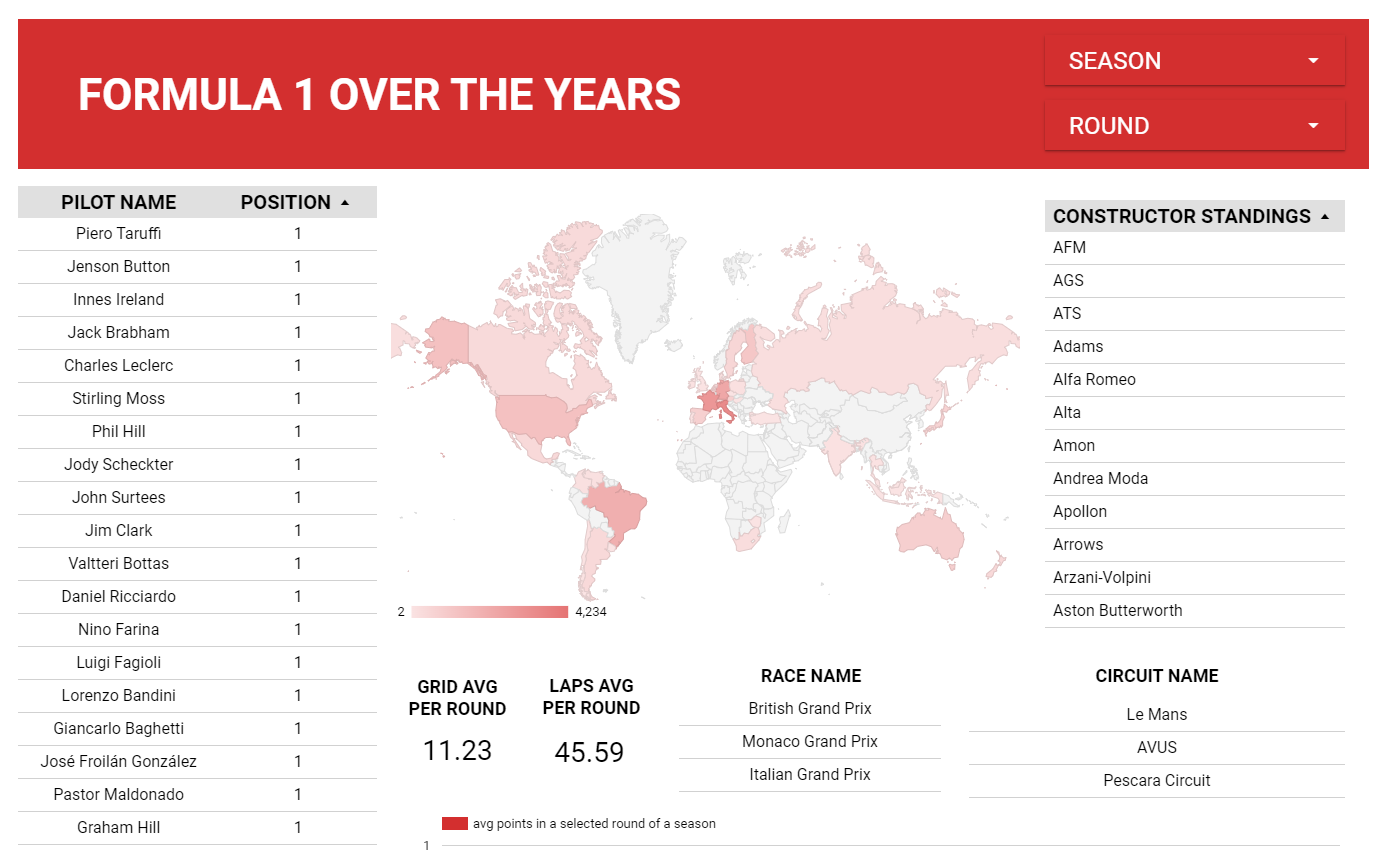 FORMULA 1 OVER THE YEARS
SEASON
ROUND
PILOT NAME POSITION
Piero Taruffi 1
Jenson Button 1
Innes Ireland 1
Jack Brabham 1
Charles Leclerc 1
Stirling Moss 1
Phil Hill 1
Jody Scheckter 1
John Surtees 1
Jim Clark 1
Valtteri Bottas 1
Daniel Ricciardo 1
Nino Farina 1
Luigi Fagioli 1
Lorenzo Bandini 1
Giancarlo Baghetti 1
José Froilán González 1
Pastor Maldonado 1
Graham Hill 1
2 4,234
CONSTRUCTOR STANDINGS
AFM
AGS
ATS
Adams
Alfa Romeo
Alta
Amon
Andrea Moda
Apollon
Arrows
Arzani-Volpini
Aston Butterworth
GRID AVG
PER ROUND
11.23
LAPS AVG
PER ROUND
45.59
RACE NAME
British Grand Prix
Monaco Grand Prix
Italian Grand Prix
CIRCUIT NAME
Le Mans
AVUS
Pescara Circuit
avg points in a selected round of a season
1